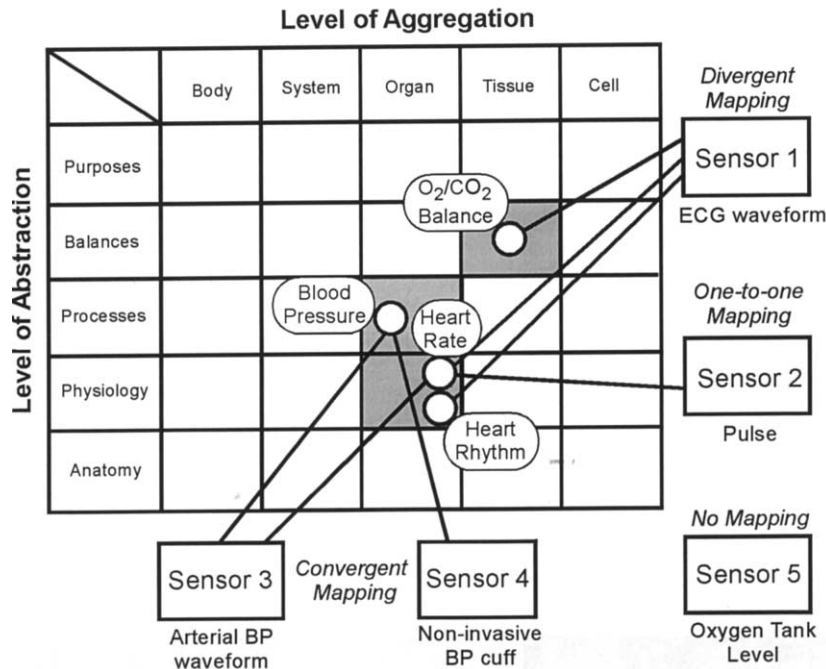 Level of Aggregation
Level of Abstraction
Body
System
Organ
Tissue
Cell
Purposes
Balances
Processes
Physiology
Anatomy
O₂/CO₂
Balance
Blood
Pressure
Heart
Rate
Heart
Rhythm
Divergent
Mapping
Sensor 1
ECG waveform
One-to-one
Mapping
Sensor 2
Pulse
No Mapping
Sensor 5
Oxygen Tank
Level
Sensor 3
Arterial BP
waveform
Convergent
Mapping
Sensor 4
Non-invasive
BP cuff